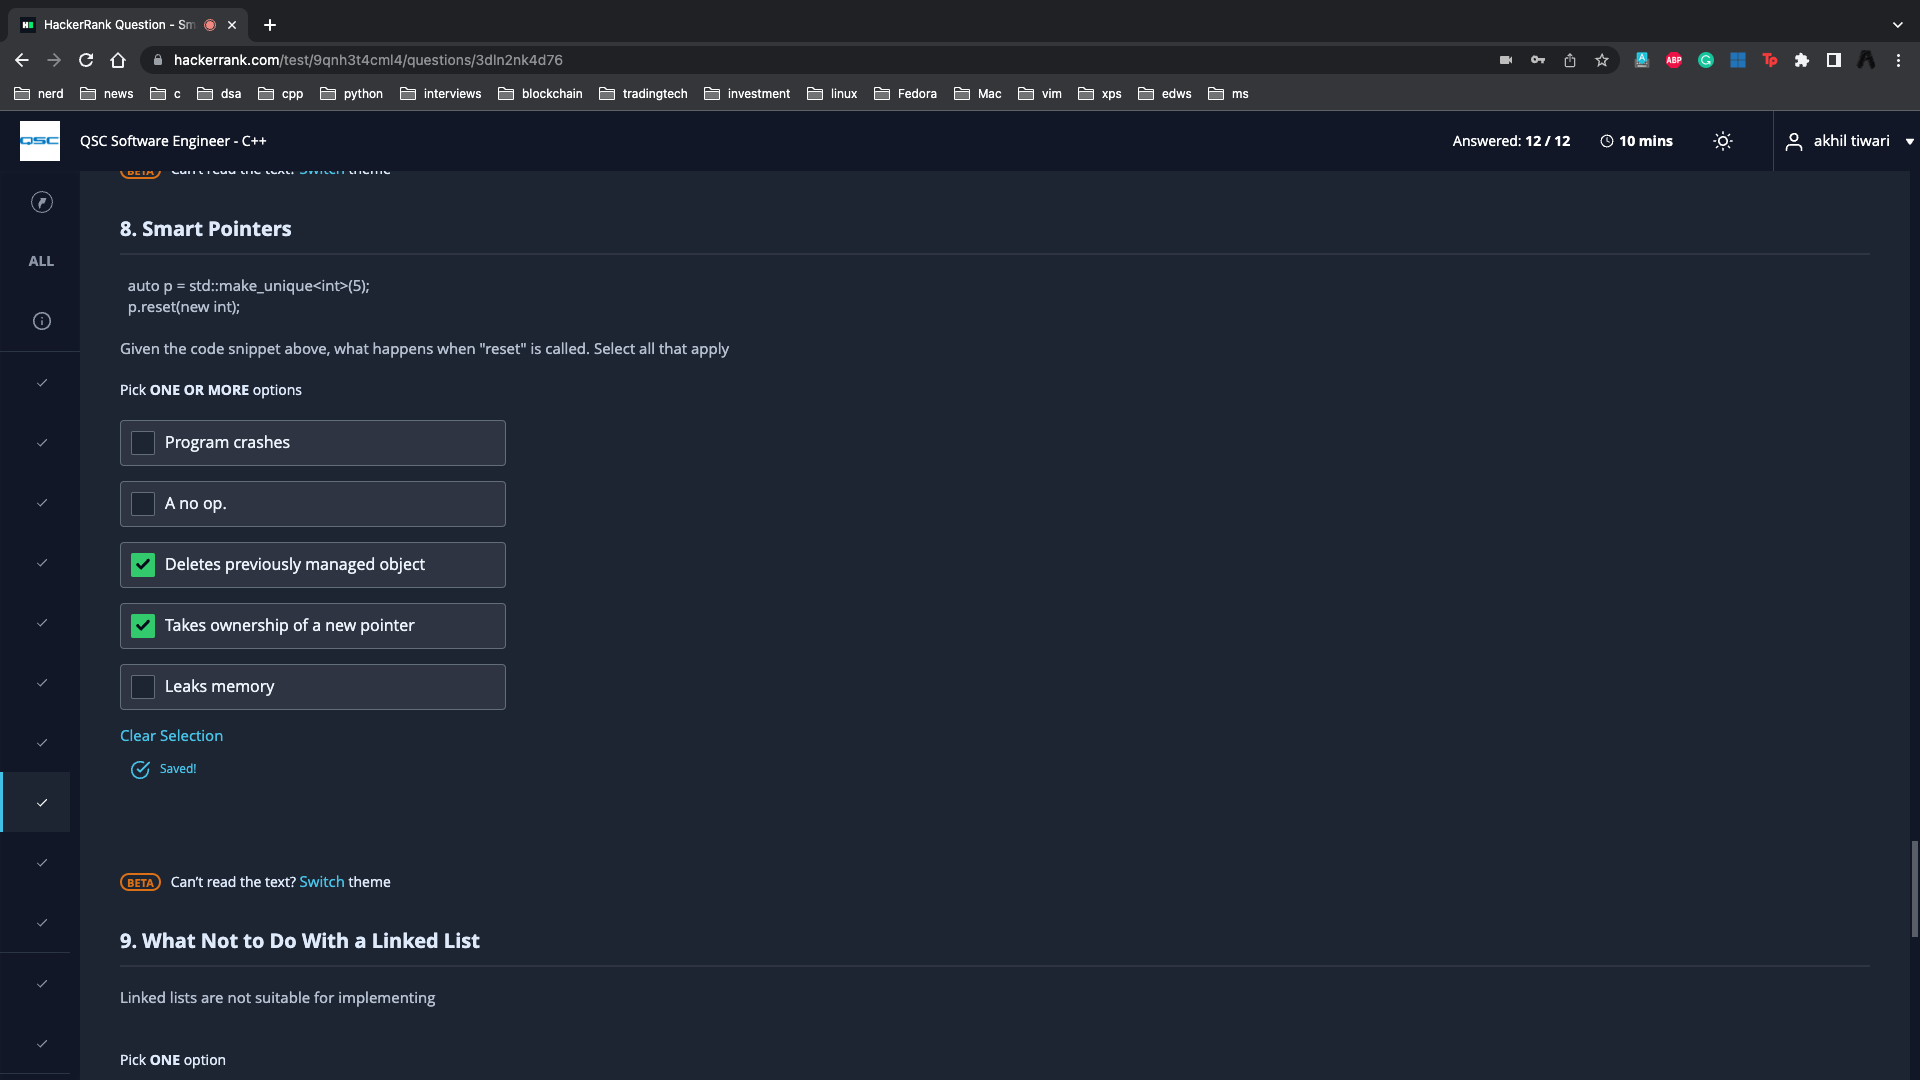 HackerRank Question - Sm
hackerrank.com/test/9qnh3t4cml4/questions/3dln2nk4d76
ABP
Tp
nerd news c dsa cpp python interviews blockchain tradingtech investment linux Fedora Mac vim xps edws ms
QSC
QSC Software Engineer - C++
Answered: 12 / 12
10 mins
akhil tiwari
BETA Can't read the text? Switch theme
ALL
8. Smart Pointers
auto p = std::make_unique<int>(5);
p.reset(new int);
Given the code snippet above, what happens when "reset" is called. Select all that apply
Pick ONE OR MORE options
Program crashes
A no op.
Deletes previously managed object
Takes ownership of a new pointer
Leaks memory
Clear Selection
Saved!
BETA Can't read the text? Switch theme
9. What Not to Do With a Linked List
Linked lists are not suitable for implementing
Pick ONE option